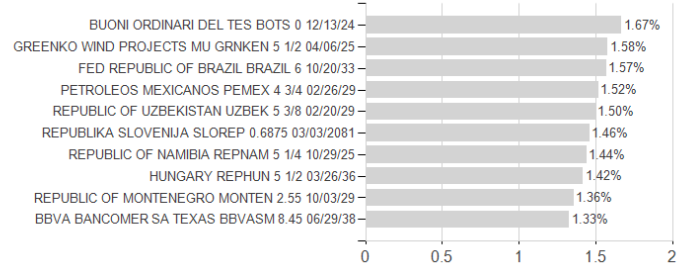 BUONI ORDINARI DEL TES BOTS 0 12/13/24 1.67%
GREENKO WIND PROJECTS MU GRNKEN 5 1/2 04/06/25 1.58%
FED REPUBLIC OF BRAZIL BRAZIL 6 10/20/33 1.57%
PETROLEOS MEXICANOS PEMEX 4 3/4 02/26/29 1.52%
REPUBLIC OF UZBEKISTAN UZBEK 5 3/8 02/20/29 1.50%
REPUBLIKA SLOVENIJA SLOREP 0.6875 03/03/2081 1.46%
REPUBLIC OF NAMIBIA REPNAM 5 1/4 10/29/25 1.44%
HUNGARY REPHUN 5 1/2 03/26/36 1.42%
REPUBLIC OF MONTENEGRO MONTEN 2.55 10/03/29 1.36%
BBVA BANCOMER SA TEXAS BBVASM 8.45 06/29/38 1.33%
0 0.5 1 1.5 2